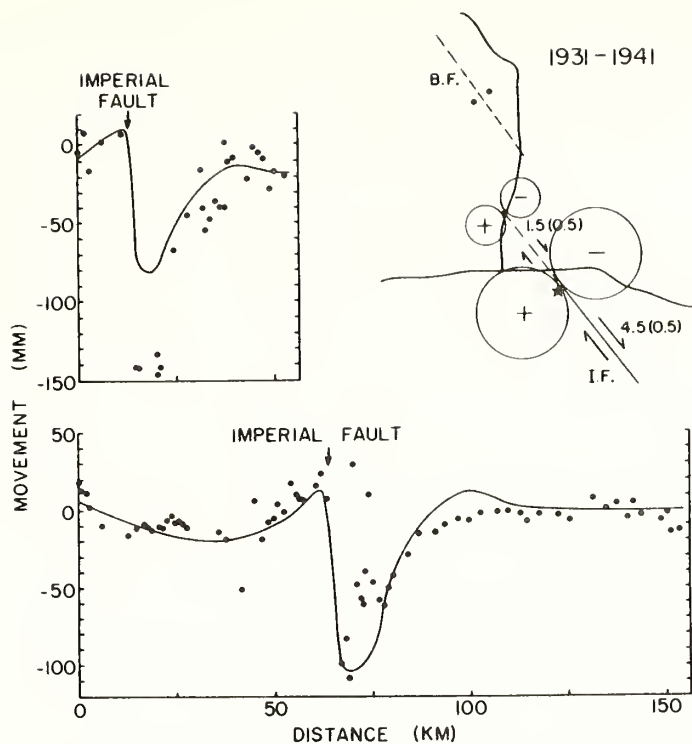 IMPERIAL
FAULT
0
-50
-100
-150
1931-1941
B.F.
-
+
1.5(0.5)
-
+
4.5(0.5)
I.F.
MOVEMENT (MM)
IMPERIAL FAULT
50
0
-50
-100
0
50
100
150
DISTANCE (KM)